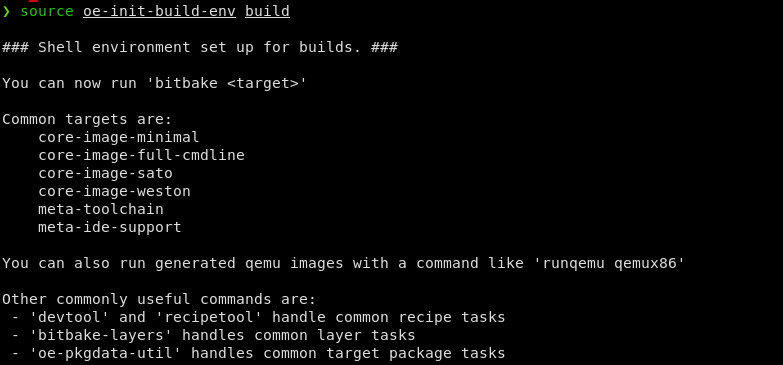 ❯ source oe-init-build-env build
### Shell environment set up for builds. ###
You can now run 'bitbake <target>'
Common targets are:
    core-image-minimal
    core-image-full-cmdline
    core-image-sato
    core-image-weston
    meta-toolchain
    meta-ide-support
You can also run generated qemu images with a command like 'runqemu qemux86'
Other commonly useful commands are:
 - 'devtool' and 'recipetool' handle common recipe tasks
 - 'bitbake-layers' handles common layer tasks
 - 'oe-pkgdata-util' handles common target package tasks